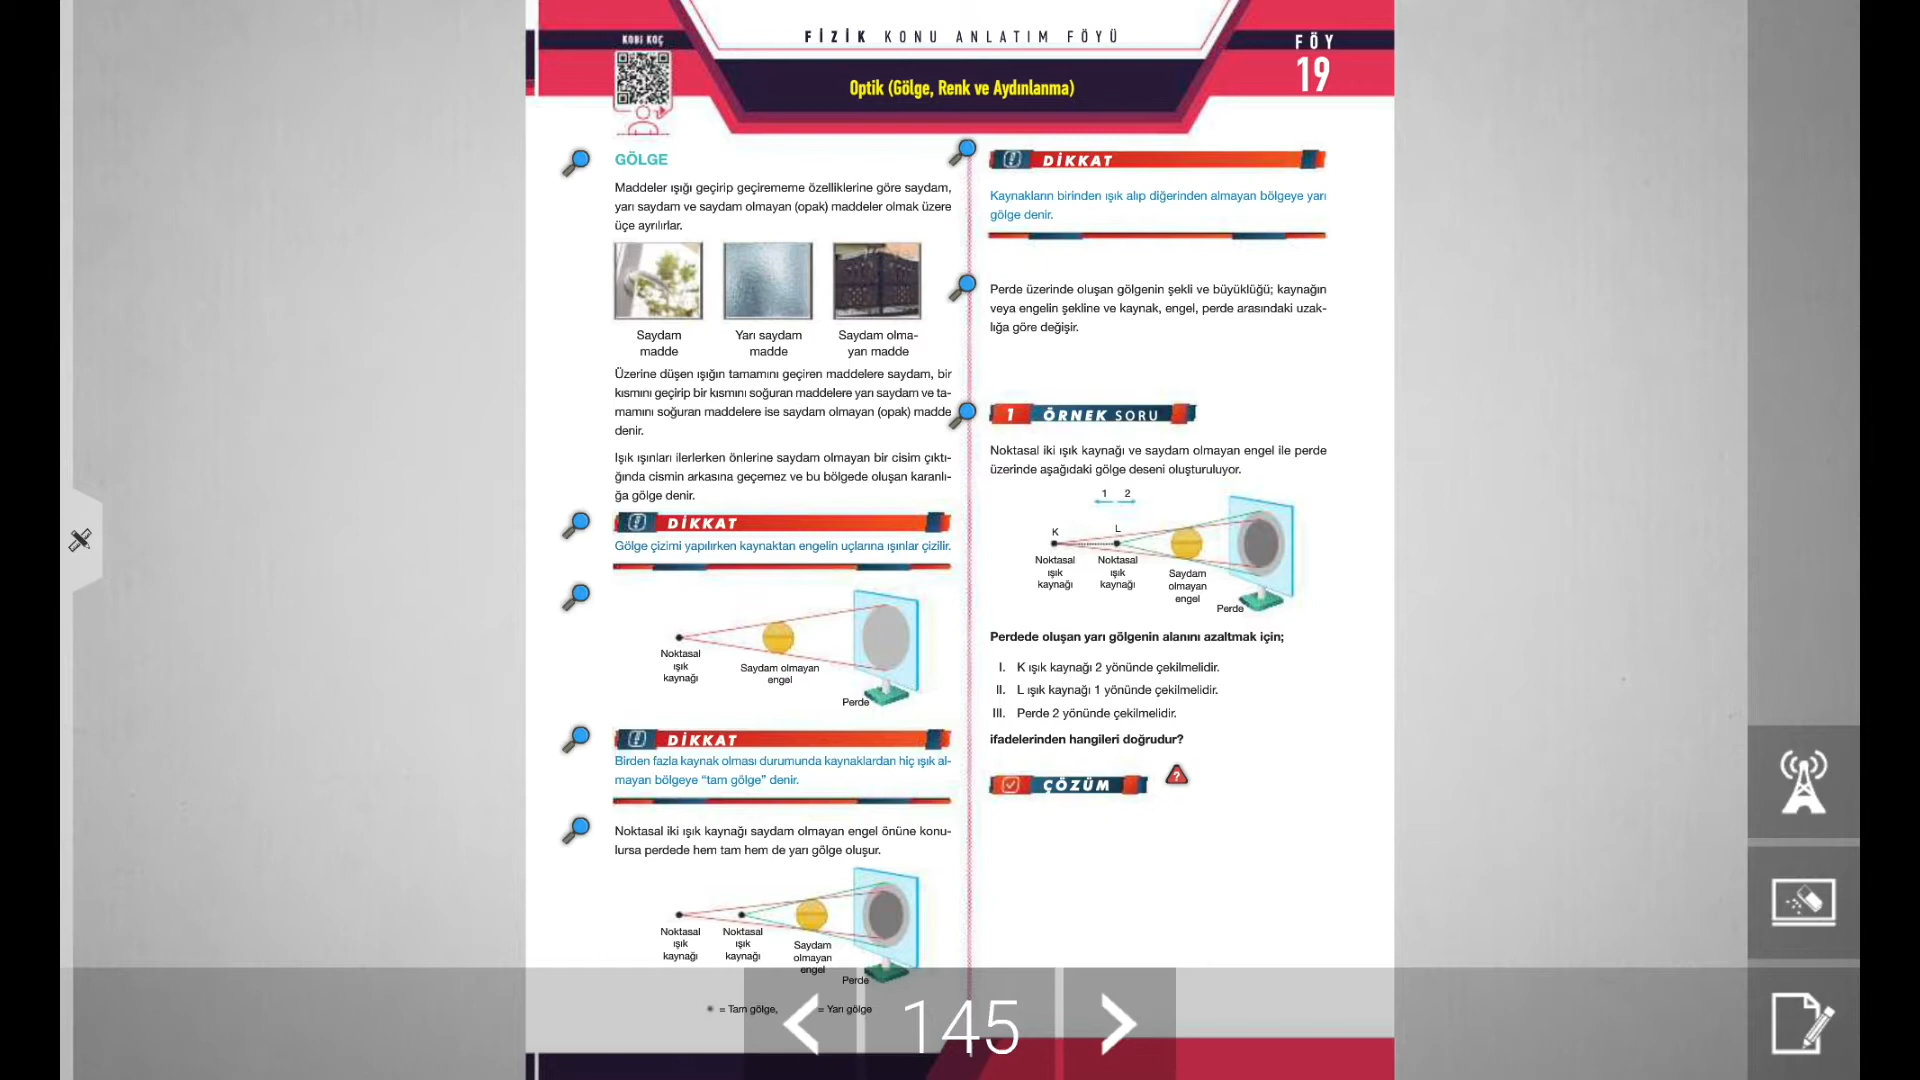 KOBİ KOÇ
FİZİK KONU ANLATIM FÖYÜ
FÖY
19
Optik (Gölge, Renk ve Aydınlanma)
GÖLGE
Maddeler ışığı geçirip geçirememe özelliklerine göre saydam,
yarı saydam ve saydam olmayan (opak) maddeler olmak üzere
üçe ayrılırlar.
Saydam
madde
Yarı saydam
madde
Saydam olma-
yan madde
Üzerine düşen ışığın tamamını geçiren maddelere saydam, bir
kısmını geçirip bir kısmını soğuran maddelere yarı saydam ve ta-
mamını soğuran maddelere ise saydam olmayan (opak) madde
denir.
Işık ışınları ilerlerken önlerine saydam olmayan bir cisim çıktı-
ğında cismin arkasına geçemez ve bu bölgede oluşan karanlı-
ğa gölge denir.
DİKKAT
Gölge çizimi yapılırken kaynaktan engelin uçlarına ışınlar çizilir.
Noktasal
ışık
kaynağı
Saydam olmayan
engel
Perde
DİKKAT
Birden fazla kaynak olması durumunda kaynaklardan hiç ışık al-
mayan bölgeye “tam gölge” denir.
Noktasal iki ışık kaynağı saydam olmayan engel önüne konu-
lursa perdede hem tam hem de yarı gölge oluşur.
Noktasal
ışık
kaynağı
Noktasal
ışık
kaynağı
Saydam
olmayan
engel
Perde
= Tam gölge,
= Yarı gölge
DİKKAT
Kaynakların birinden ışık alıp diğerinden almayan bölgeye yarı
gölge denir.
Perde üzerinde oluşan gölgenin şekli ve büyüklüğü; kaynağın
veya engelin şekline ve kaynak, engel, perde arasındaki uzak-
lığa göre değişir.
1 ÖRNEK SORU
Noktasal iki ışık kaynağı ve saydam olmayan engel ile perde
üzerinde aşağıdaki gölge deseni oluşturuluyor.
1 2
K
L
Noktasal
ışık
kaynağı
Noktasal
ışık
kaynağı
Saydam
olmayan
engel
Perde
Perdede oluşan yarı gölgenin alanını azaltmak için;
I. K ışık kaynağı 2 yönünde çekilmelidir.
II. L ışık kaynağı 1 yönünde çekilmelidir.
III. Perde 2 yönünde çekilmelidir.
ifadelerinden hangileri doğrudur?
ÇÖZÜM
?
145